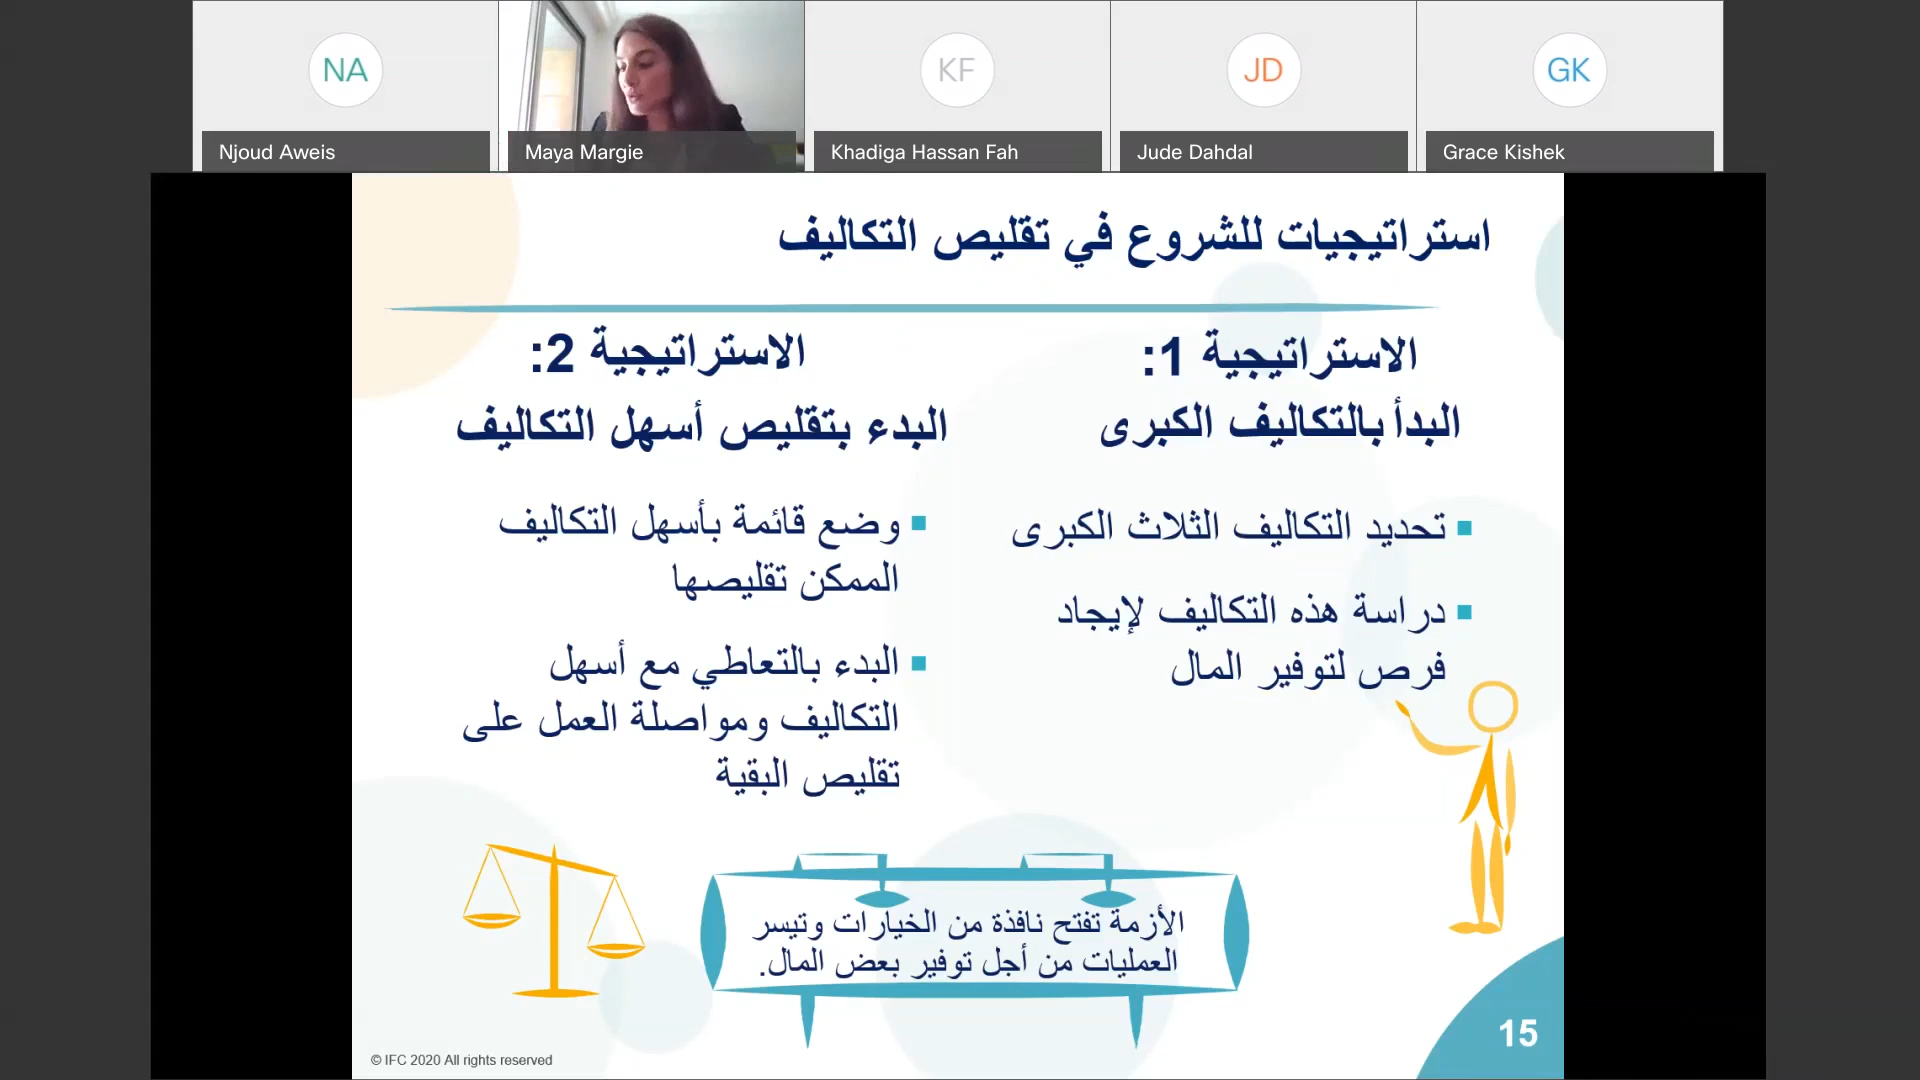 NA
KF
JD
GK
Njoud Aweis
Maya Margie
Khadiga Hassan Fah
Jude Dahdal
Grace Kishek
استراتيجيات للشروع في تقليص التكاليف
الاستراتيجية 1:
البدأ بالتكاليف الكبرى
تحديد التكاليف الثلاث الكبرى
دراسة هذه التكاليف لإيجاد
فرص لتوفير المال
الاستراتيجية 2:
البدء بتقليص أسهل التكاليف
وضع قائمة بأسهل التكاليف
الممكن تقليصها
البدء بالتعاطي مع أسهل
التكاليف ومواصلة العمل على
تقليص البقية
الأزمة تفتح نافذة من الخيارات وتيسر
العمليات من أجل توفير بعض المال.
15
© IFC 2020 All rights reserved